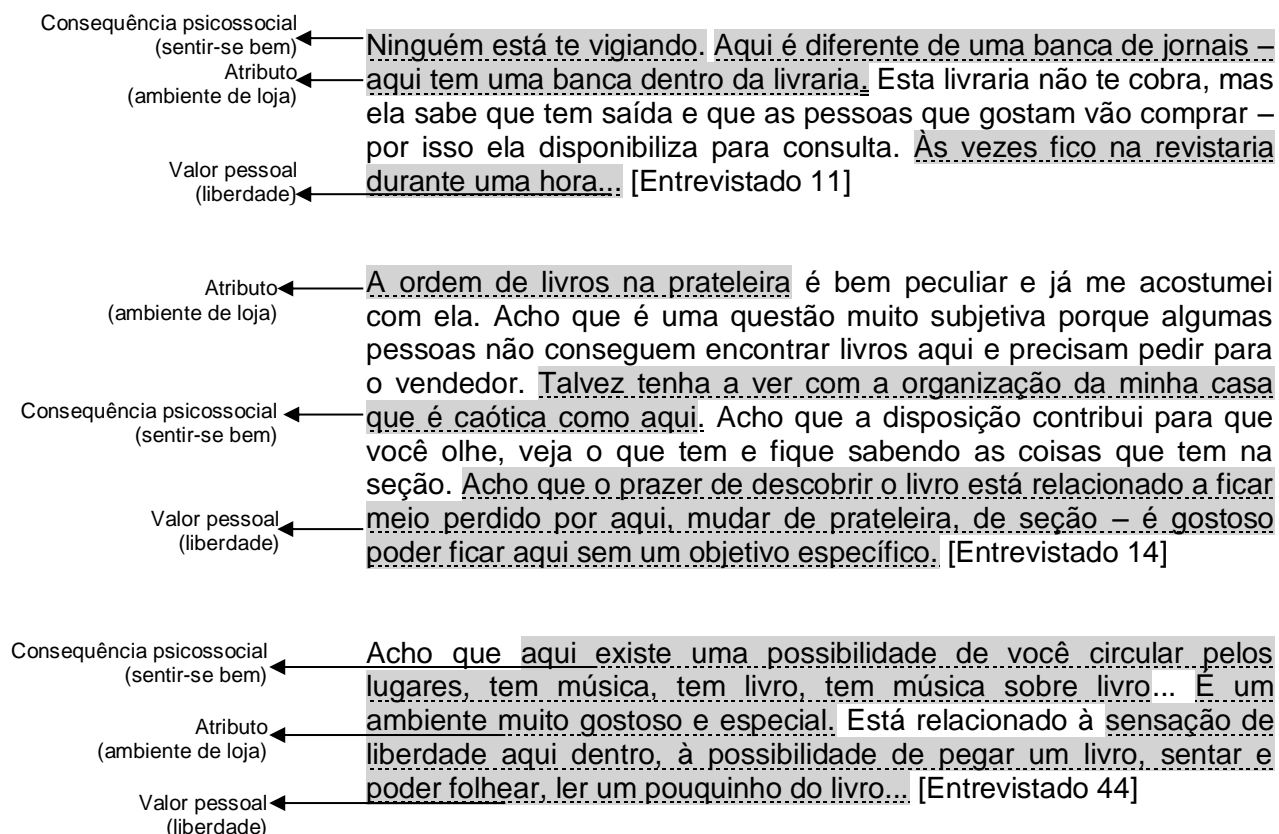 Consequência psicossocial
(sentir-se bem)
Atributo
(ambiente de loja)
Valor pessoal
(liberdade)
Ninguém está te vigiando. Aqui é diferente de uma banca de jornais –
aqui tem uma banca dentro da livraria. Esta livraria não te cobra, mas
ela sabe que tem saída e que as pessoas que gostam vão comprar –
por isso ela disponibiliza para consulta. Às vezes fico na revistaria
durante uma hora... [Entrevistado 11]
Atributo
(ambiente de loja)
Consequência psicossocial
(sentir-se bem)
Valor pessoal
(liberdade)
A ordem de livros na prateleira é bem peculiar e já me acostumei
com ela. Acho que é uma questão muito subjetiva porque algumas
pessoas não conseguem encontrar livros aqui e precisam pedir para
o vendedor. Talvez tenha a ver com a organização da minha casa
que é caótica como aqui. Acho que a disposição contribui para que
você olhe, veja o que tem e fique sabendo as coisas que tem na
seção. Acho que o prazer de descobrir o livro está relacionado a ficar
meio perdido por aqui, mudar de prateleira, de seção – é gostoso
poder ficar aqui sem um objetivo específico. [Entrevistado 14]
Consequência psicossocial
(sentir-se bem)
Atributo
(ambiente de loja)
Valor pessoal
(liberdade)
Acho que aqui existe uma possibilidade de você circular pelos
lugares, tem música, tem livro, tem música sobre livro... É um
ambiente muito gostoso e especial. Está relacionado à sensação de
liberdade aqui dentro, à possibilidade de pegar um livro, sentar e
poder folhear, ler um pouquinho do livro... [Entrevistado 44]